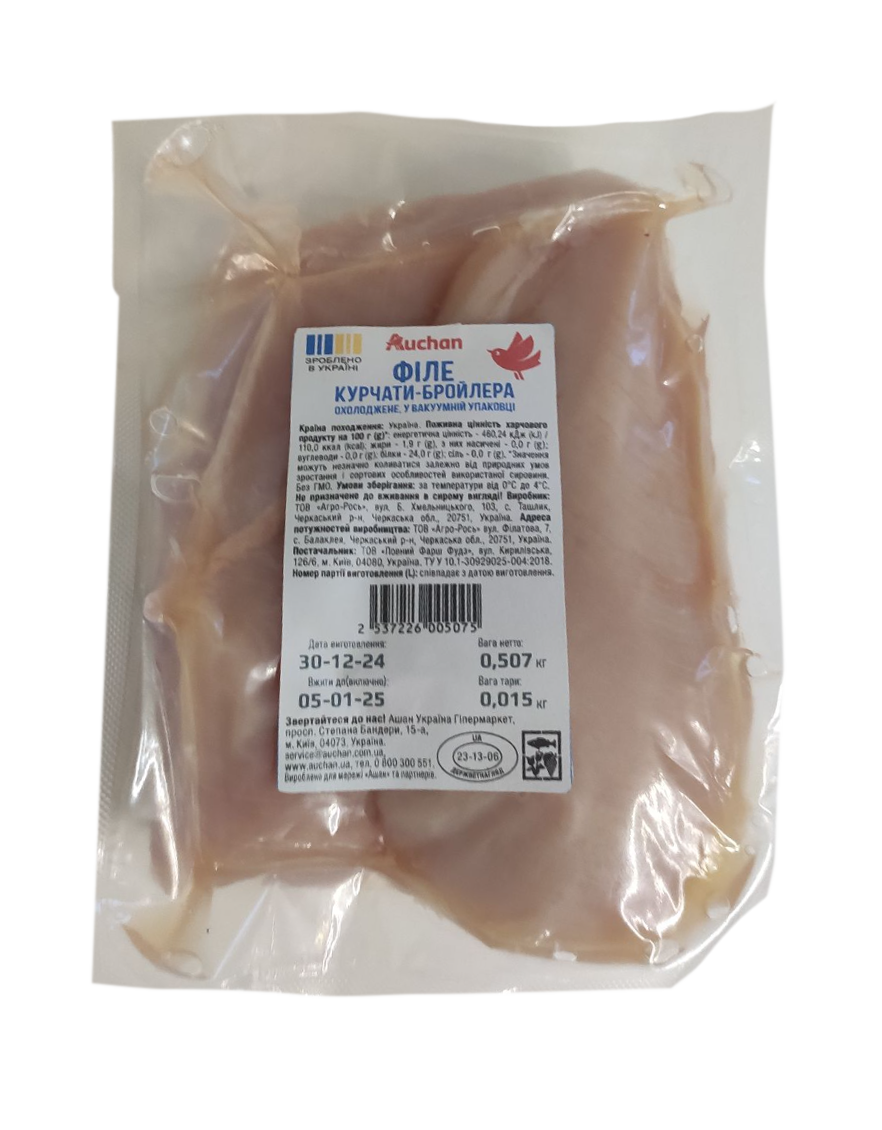 ЗРОБЛЕНО
В УКРАЇНІ
Auchan
ФІЛЕ
КУРЧАТИ-БРОЙЛЕРА
ОХОЛОДЖЕНЕ, У ВАКУУМНІЙ УПАКОВЦІ
Країна походження: Україна. Поживна цінність харчового
продукту на 100 г (g)*: енергетична цінність - 460,24 кДж (kJ) /
110,0 ккал (kcal); жири - 1,9 г (g), з них насичені - 0,0 г (g);
вуглеводи - 0,0 г (g); білки - 24,0 г (g); сіль - 0,0 г (g). *Значення
можуть незначно коливатися залежно від природних умов
зростання і сортових особливостей використаної сировини.
Без ГМО. Умови зберігання: за температури від 0°С до 4°С.
Не призначено до вживання в сирому вигляді! Виробник:
ТОВ «Агро-Рось», вул. Б. Хмельницького, 103, с. Ташлик,
Черкаський р-н, Черкаська обл., 20751, Україна. Адреса
потужностей виробництва: ТОВ «Агро-Рось» вул. Філатова, 7,
с. Балаклея, Черкаський р-н, Черкаська обл., 20751, Україна.
Постачальник: ТОВ «Повний Фарш Фудз», вул. Кирилівська,
126/6, м. Київ, 04080, Україна. ТУ У 10.1-30929025-004:2018.
Номер партії виготовлення (L): співпадає з датою виготовлення.
2 537226 005075
Дата виготовлення: Вага нетто:
30-12-24 0,507 кг
Вжити до(включно): Вага тари:
05-01-25 0,015 кг
Звертайтеся до нас! Ашан Україна Гіпермаркет,
просп. Степана Бандери, 15-а,
м. Київ, 04073, Україна.
service@auchan.com.ua,
www.auchan.ua, тел. 0 800 300 551.
Вироблено для мережі «Ашан» та партнерів.
UA
23-13-06
ДЕРЖВЕТНАГЛЯД